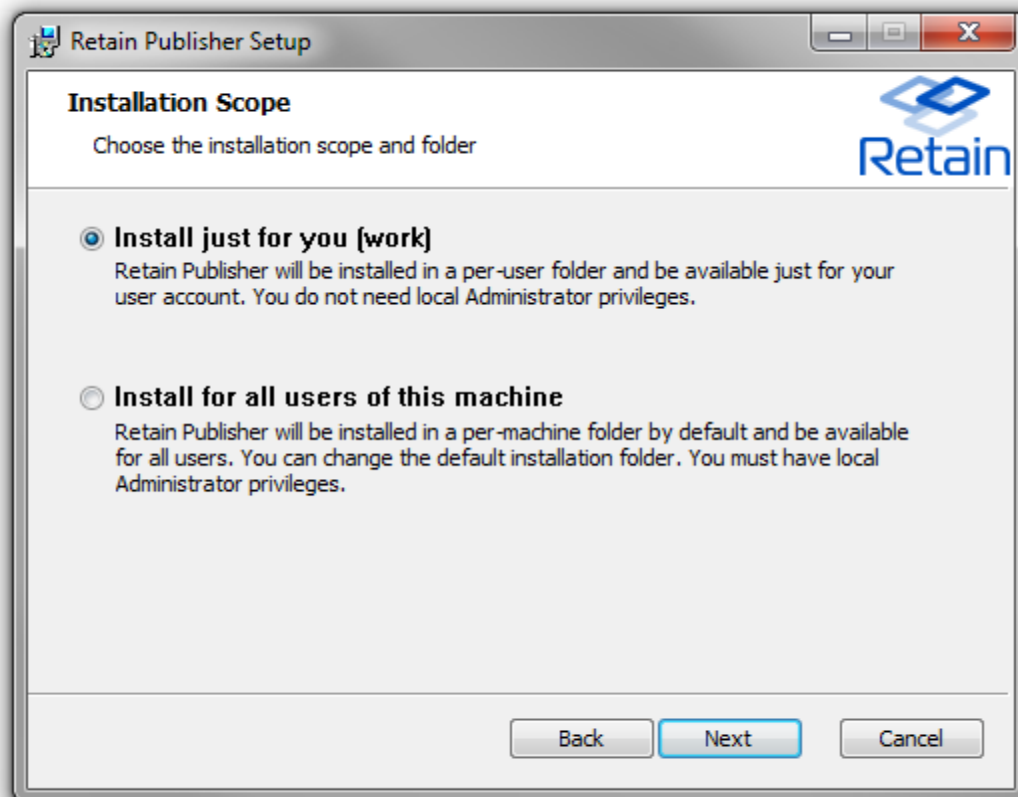 Retain Publisher Setup
Installation Scope
Choose the installation scope and folder
Retain
Install just for you (work)
Retain Publisher will be installed in a per-user folder and be available just for your
user account. You do not need local Administrator privileges.
Install for all users of this machine
Retain Publisher will be installed in a per-machine folder by default and be available
for all users. You can change the default installation folder. You must have local
Administrator privileges.
Back
Next
Cancel